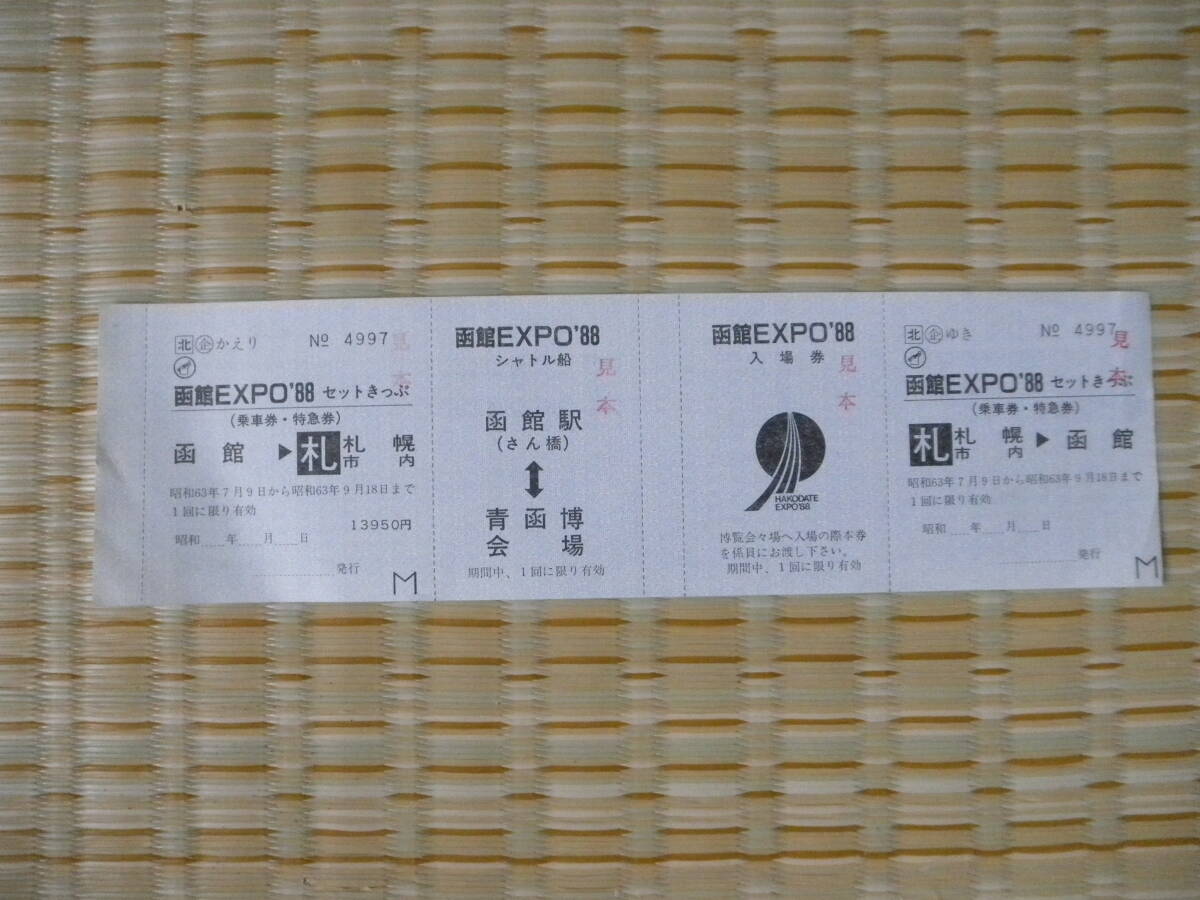 北 企 かえり № 4997
見本
函館EXPO'88 セットきっぷ
(乗車券・特急券)
函館 ▶ 札 札幌市内
昭和63年7月9日から昭和63年9月18日まで
1回に限り有効
13950円
昭和 年 月 日
発行
M
函館EXPO'88
シャトル船
見本
函館駅
(さん橋)
↕
青函博会場
期間中、1回に限り有効
函館EXPO'88
入場券
見本
HAKODATE
EXPO'88
博覧会々場へ入場の際本券
を係員にお渡し下さい。
期間中、1回に限り有効
北 企 ゆき № 4997
見本
函館EXPO'88 セットきっぷ
(乗車券・特急券)
札 札幌市内 ▶ 函館
昭和63年7月9日から昭和63年9月18日まで
1回に限り有効
昭和 年 月 日
発行
M